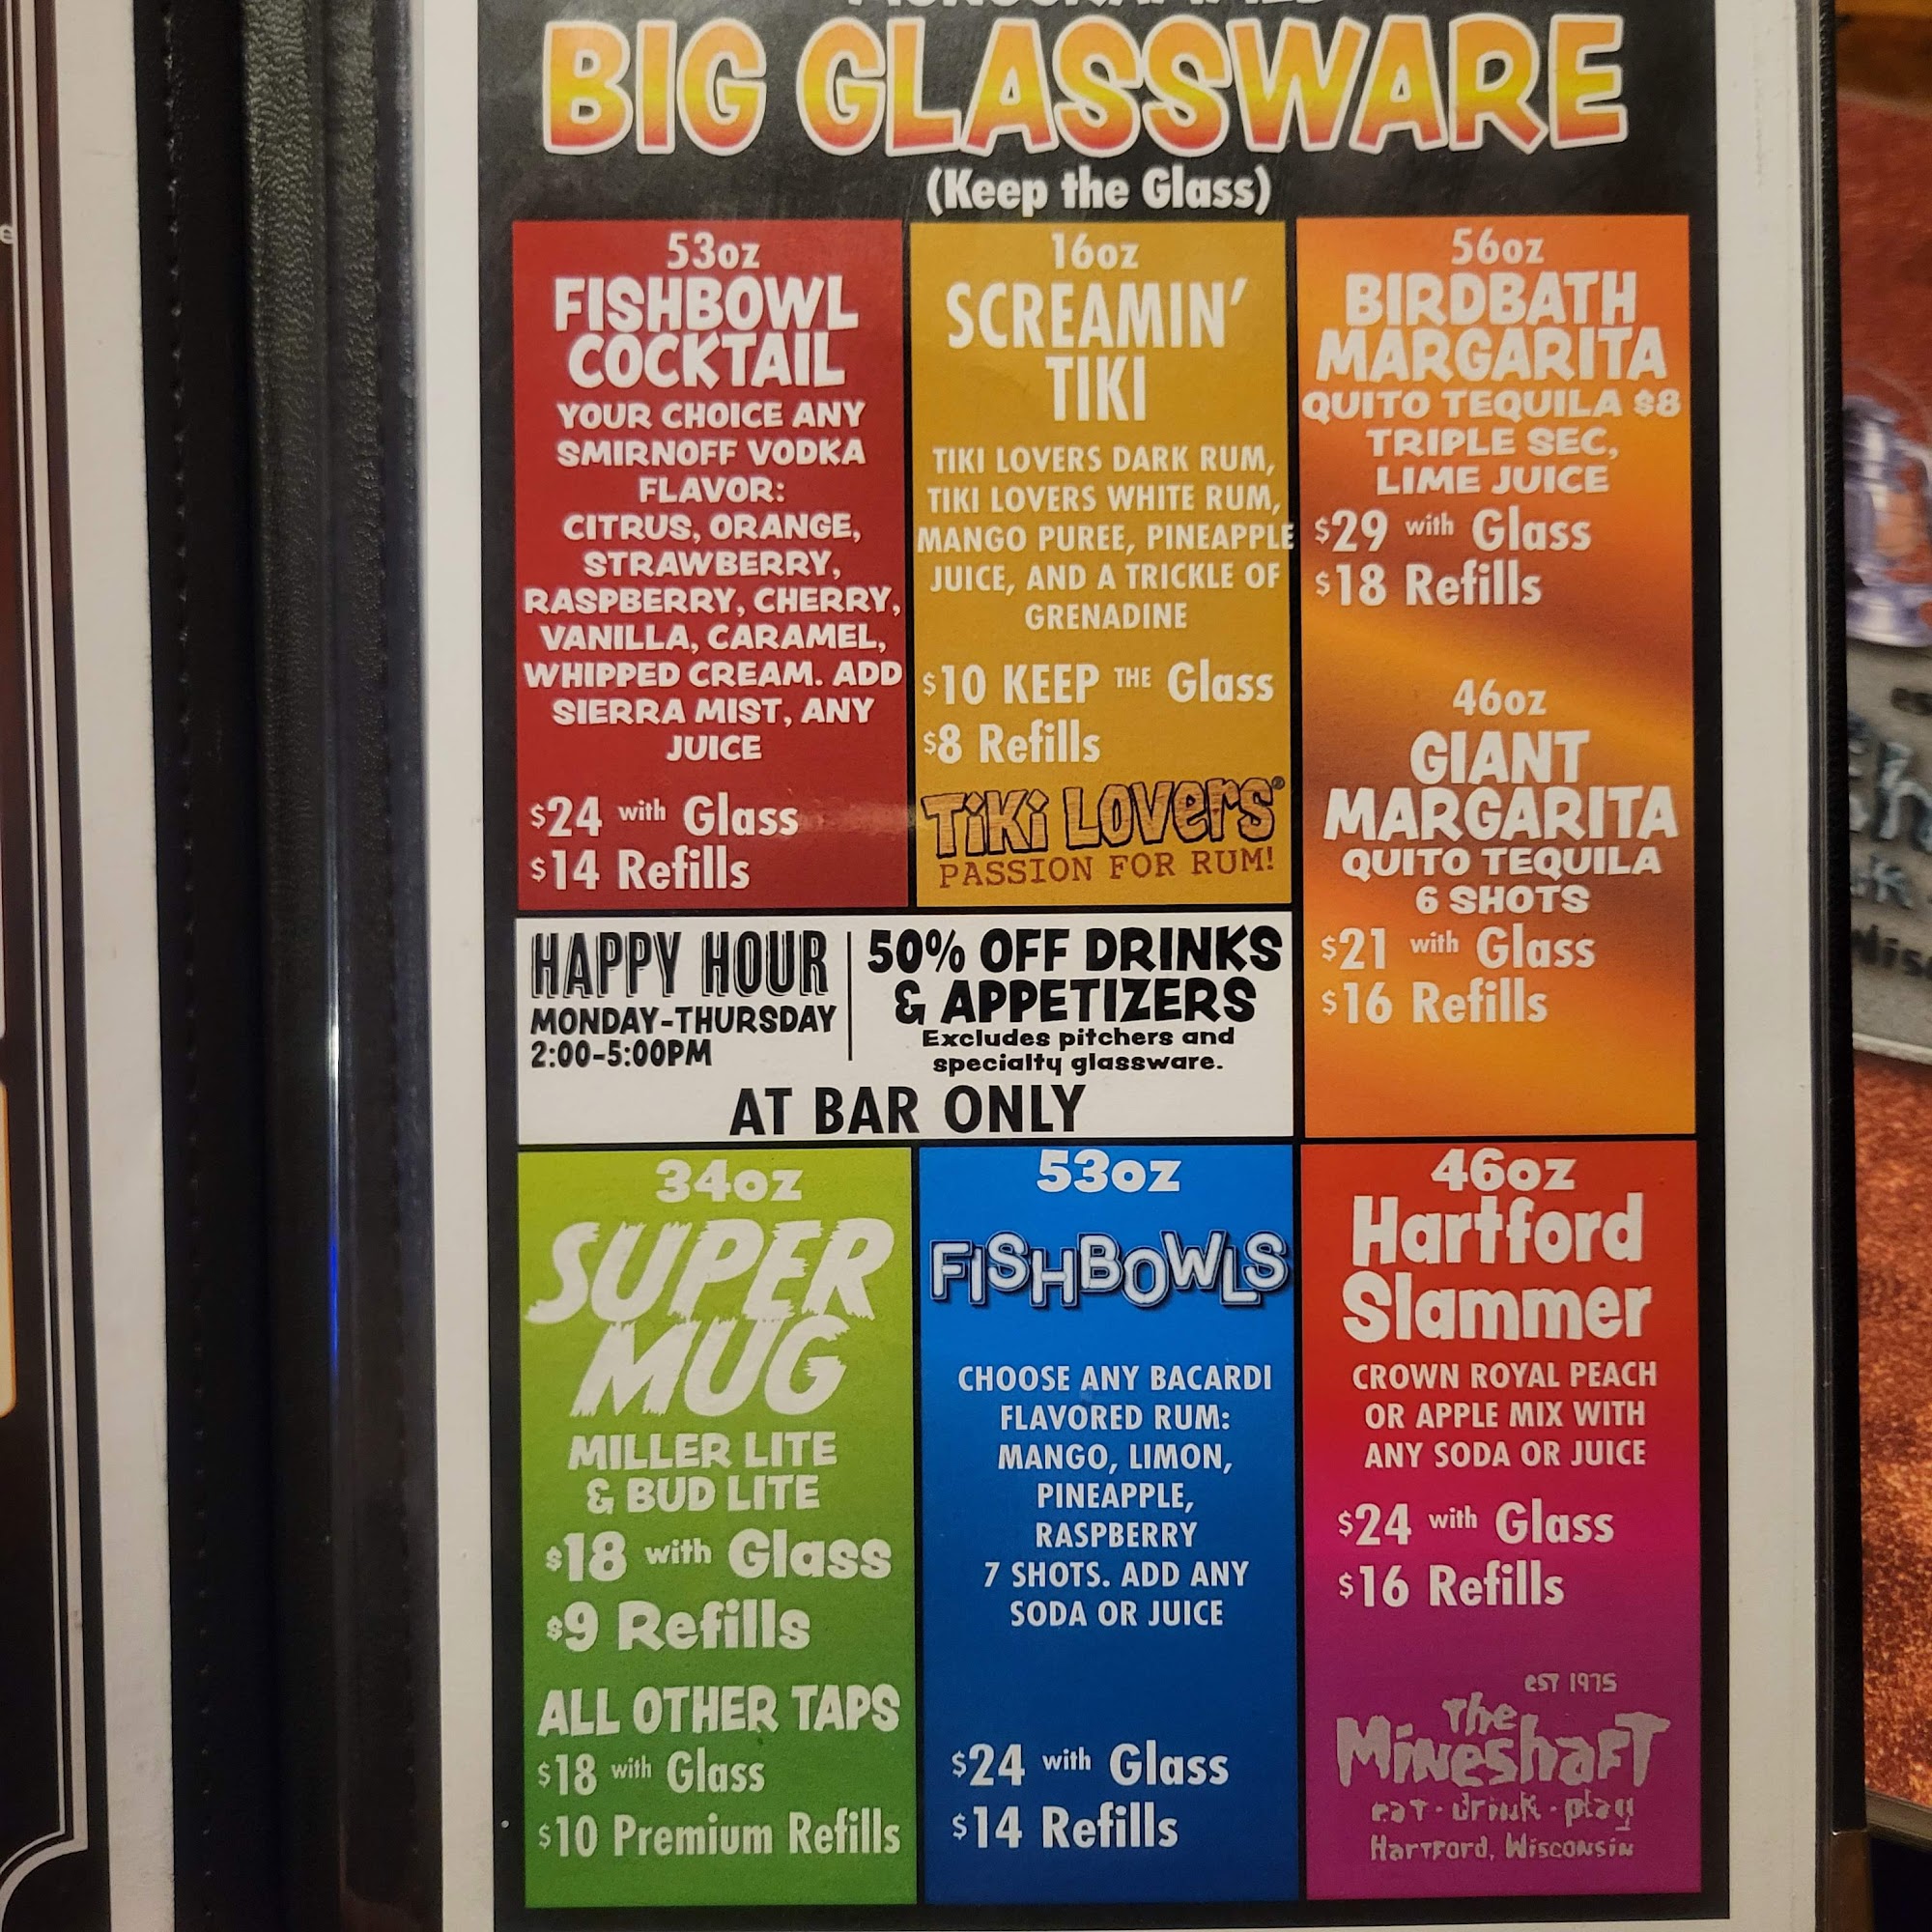 BIG GLASSWARE
(Keep the Glass)
53oz
FISHBOWL
COCKTAIL
YOUR CHOICE ANY
SMIRNOFF VODKA
FLAVOR:
CITRUS, ORANGE,
STRAWBERRY,
RASPBERRY, CHERRY,
VANILLA, CARAMEL,
WHIPPED CREAM. ADD
SIERRA MIST, ANY
JUICE
$24 with Glass
$14 Refills
16oz
SCREAMIN'
TIKI
TIKI LOVERS DARK RUM,
TIKI LOVERS WHITE RUM,
MANGO PUREE, PINEAPPLE
JUICE, AND A TRICKLE OF
GRENADINE
$10 KEEP THE Glass
$8 Refills
TiKi LOVERS®
PASSION FOR RUM!
56oz
BIRDBATH
MARGARITA
QUITO TEQUILA $8
TRIPLE SEC,
LIME JUICE
$29 with Glass
$18 Refills
46oz
GIANT
MARGARITA
QUITO TEQUILA
6 SHOTS
$21 with Glass
$16 Refills
HAPPY HOUR
MONDAY-THURSDAY
2:00-5:00PM
50% OFF DRINKS
& APPETIZERS
Excludes pitchers and
specialty glassware.
AT BAR ONLY
34oz
SUPER
MUG
MILLER LITE
& BUD LITE
$18 with Glass
$9 Refills
ALL OTHER TAPS
$18 with Glass
$10 Premium Refills
53oz
FISHBOWLS
CHOOSE ANY BACARDI
FLAVORED RUM:
MANGO, LIMON,
PINEAPPLE,
RASPBERRY
7 SHOTS. ADD ANY
SODA OR JUICE
$24 with Glass
$14 Refills
46oz
Hartford
Slammer
CROWN ROYAL PEACH
OR APPLE MIX WITH
ANY SODA OR JUICE
$24 with Glass
$16 Refills
EST 1975
The
Mineshaft
eat · drink · play
Hartford, Wisconsin